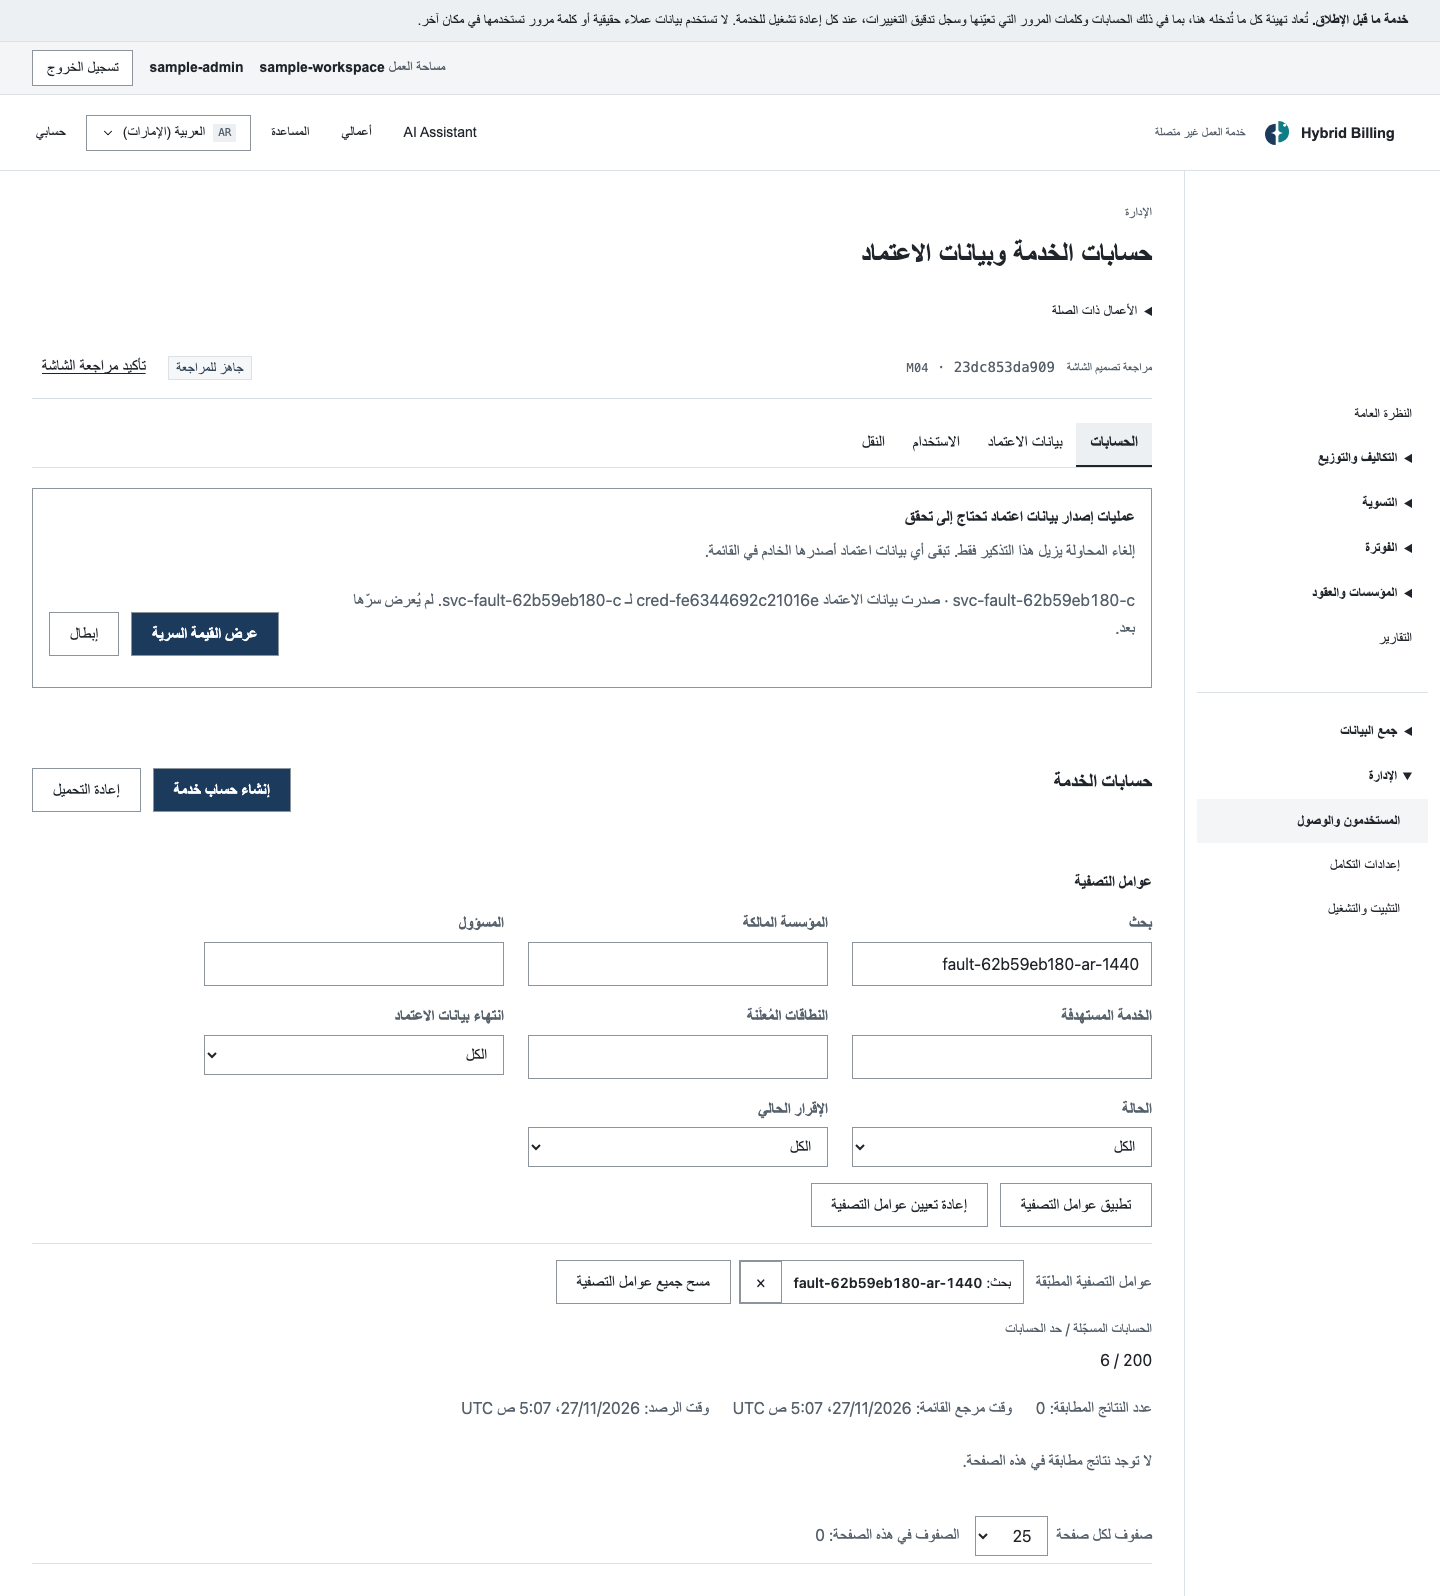 خدمة ما قبل الإطلاق. تُعاد تهيئة كل ما تُدخله هنا، بما في ذلك الحسابات وكلمات المرور التي تعيّنها وسجل تدقيق التغييرات، عند كل إعادة تشغيل للخدمة. لا تستخدم بيانات عملاء حقيقية أو كلمة مرور تستخدمها في مكان آخر.
مساحة العمل sample-workspace sample-admin تسجيل الخروج
Hybrid Billing خدمة العمل غير متصلة AI Assistant أعمالي المساعدة AR العربية (الإمارات) حسابي
الإدارة
حسابات الخدمة وبيانات الاعتماد
الأعمال ذات الصلة
مراجعة تصميم الشاشة M04 · 23dc853da909 جاهز للمراجعة تأكيد مراجعة الشاشة
النظرة العامة
التكاليف والتوزيع
التسوية
الفوترة
المؤسسات والعقود
التقارير
جمع البيانات
الإدارة
المستخدمون والوصول
إعدادات التكامل
التثبيت والتشغيل
الحسابات بيانات الاعتماد الاستخدام النقل
عمليات إصدار بيانات اعتماد تحتاج إلى تحقق
إلغاء المحاولة يزيل هذا التذكير فقط. تبقى أي بيانات اعتماد أصدرها الخادم في القائمة.
svc-fault-62b59eb180-c · صدرت بيانات الاعتماد cred-fe6344692c21016e لـ svc-fault-62b59eb180-c. لم يُعرض سرّها
بعد.
عرض القيمة السرية إبطال
حسابات الخدمة إنشاء حساب خدمة إعادة التحميل
عوامل التصفية
بحث المؤسسة المالكة المسؤول
fault-62b59eb180-ar-1440
الخدمة المستهدفة النطاقات المُعلَنة انتهاء بيانات الاعتماد
الكل
الحالة الإقرار الحالي
الكل الكل
تطبيق عوامل التصفية إعادة تعيين عوامل التصفية
عوامل التصفية المطبّقة بحث: fault-62b59eb180-ar-1440 × مسح جميع عوامل التصفية
الحسابات المسجّلة / حد الحسابات
6 / 200
عدد النتائج المطابقة: 0 وقت مرجع القائمة: 27/11/2026، 5:07 ص UTC وقت الرصد: 27/11/2026، 5:07 ص UTC
لا توجد نتائج مطابقة في هذه الصفحة.
صفوف لكل صفحة 25 الصفوف في هذه الصفحة: 0